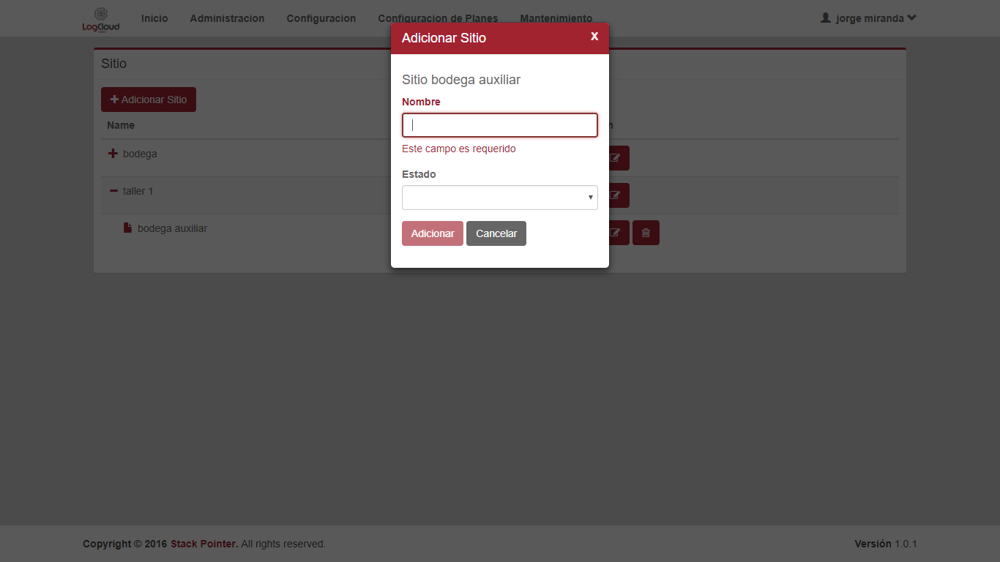 LogCloud
Inicio
Administracion
Configuracion
Configuracion de Planes
Mantenimiento
jorge miranda
Adicionar Sitio
x
Sitio
Sitio bodega auxiliar
Adicionar Sitio
Nombre
Name
n
Este campo es requerido
bodega
Estado
taller 1
bodega auxiliar
Adicionar
Cancelar
Copyright © 2016 Stack Pointer. All rights reserved.
Versión 1.0.1